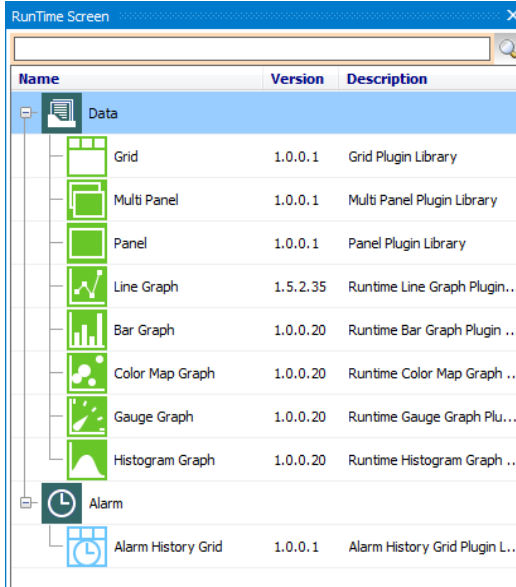 RunTime Screen
Name Version Description
Data
Grid 1.0.0.1 Grid Plugin Library
Multi Panel 1.0.0.1 Multi Panel Plugin Library
Panel 1.0.0.1 Panel Plugin Library
Line Graph 1.5.2.35 Runtime Line Graph Plugin...
Bar Graph 1.0.0.20 Runtime Bar Graph Plugin ...
Color Map Graph 1.0.0.20 Runtime Color Map Graph ...
Gauge Graph 1.0.0.20 Runtime Gauge Graph Plu...
Histogram Graph 1.0.0.20 Runtime Histogram Graph ...
Alarm
Alarm History Grid 1.0.0.1 Alarm History Grid Plugin L...